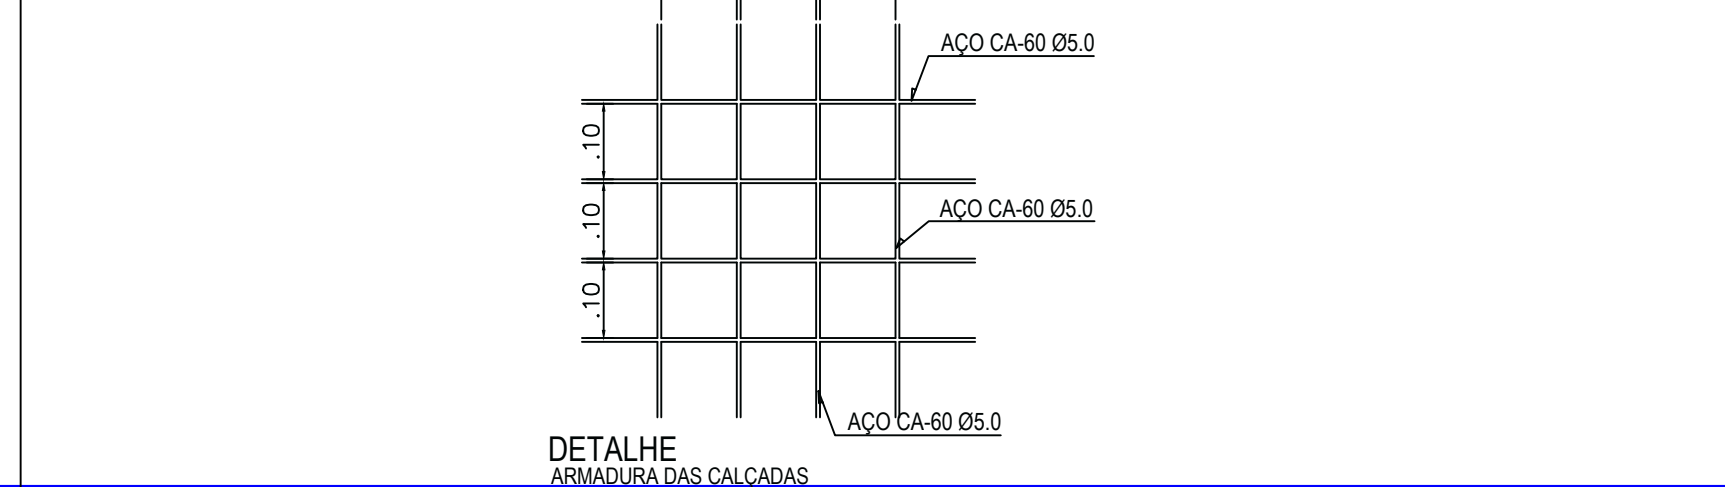 AÇO CA-60 Ø5.0
.10
.10
AÇO CA-60 Ø5.0
.10
AÇO CA-60 Ø5.0
DETALHE
ARMADURA DAS CALÇADAS